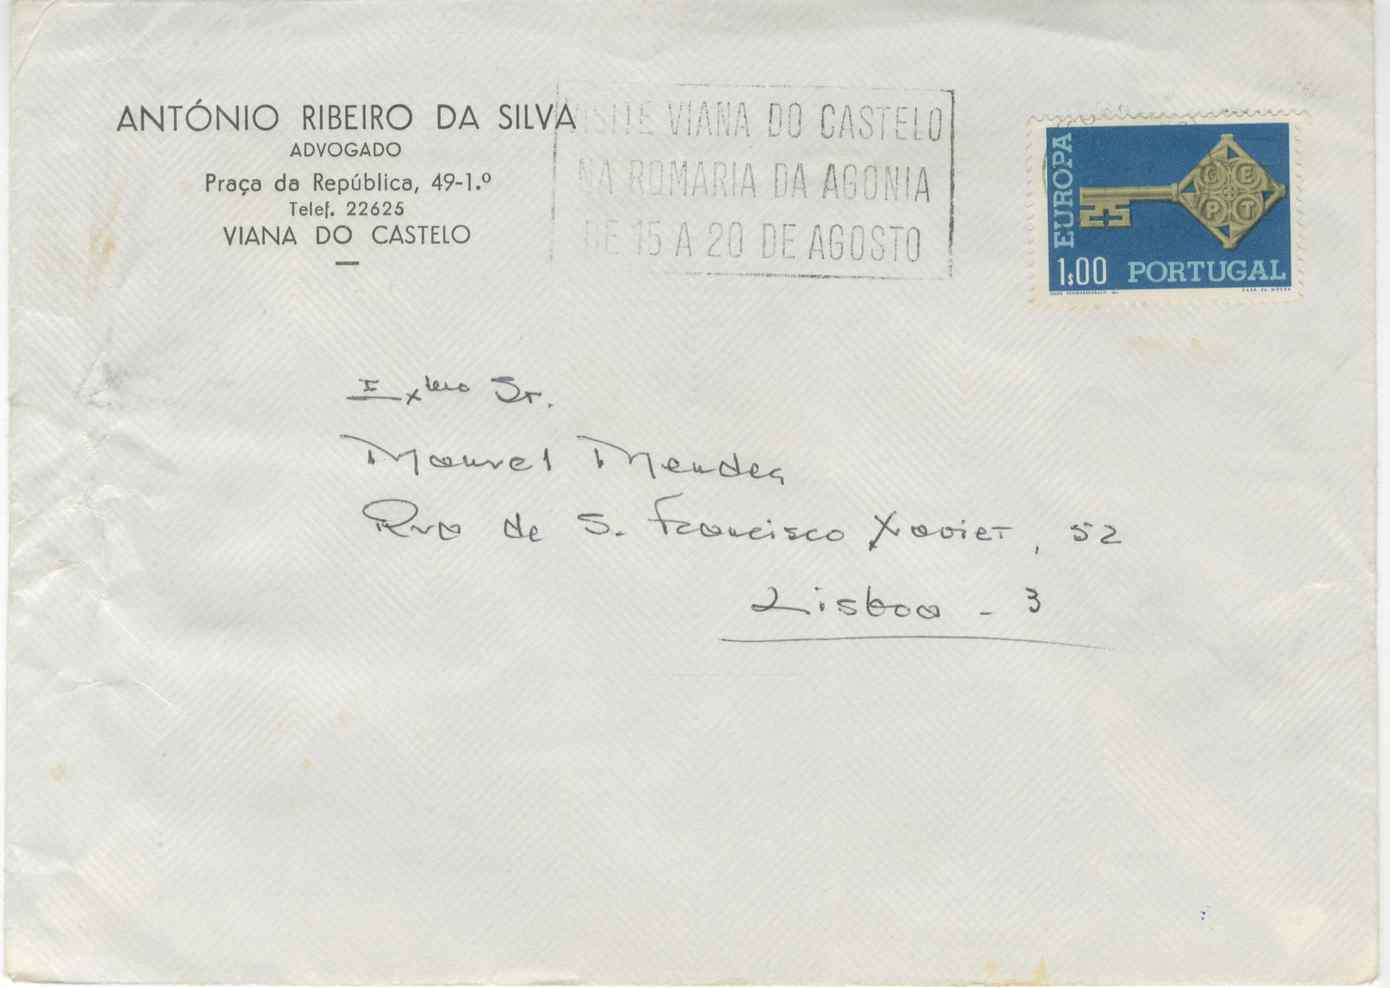 ANTÓNIO RIBEIRO DA SILVA
ADVOGADO
Praça da República, 49-1.º
Telef. 22625
VIANA DO CASTELO
VISITE VIANA DO CASTELO
NA ROMARIA DA AGONIA
DE 15 A 20 DE AGOSTO
EUROPA
CEPT
1$00 PORTUGAL
Exmo Sr.
Manuel Mendes
Rua de S. Francisco Xavier, 52
Lisboa - 3